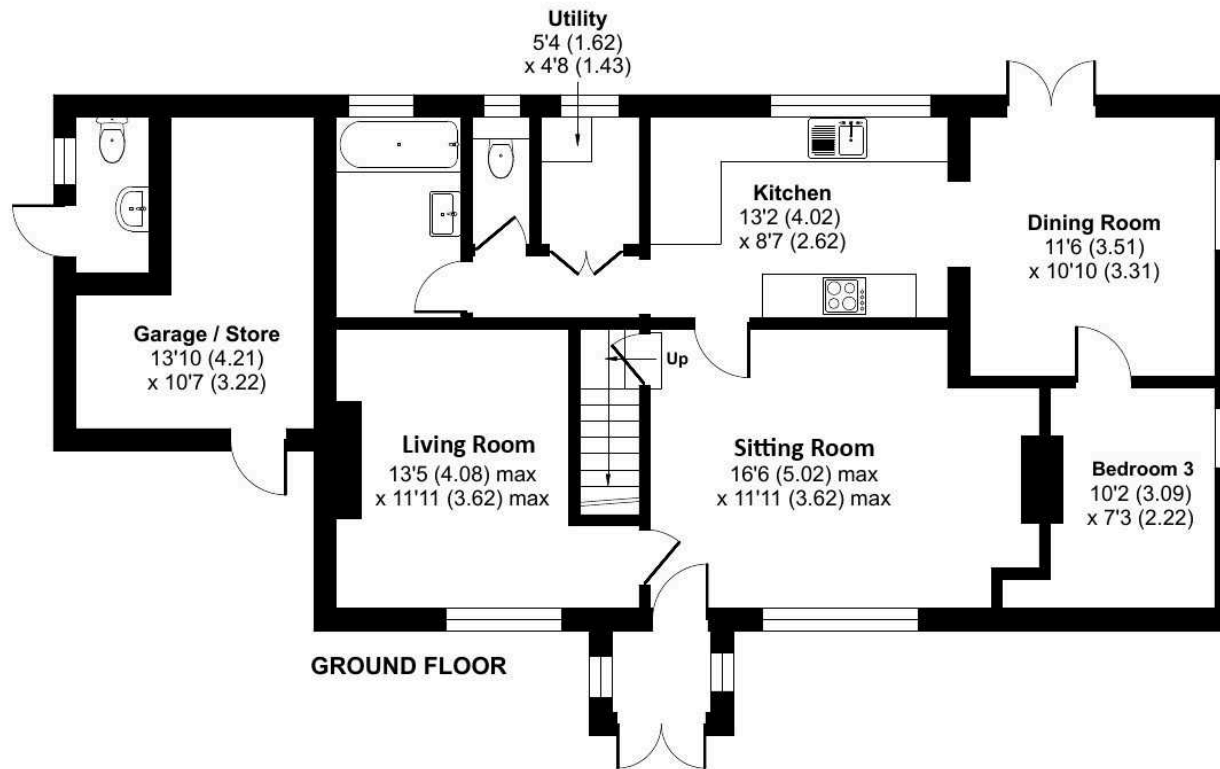 Utility
5'4 (1.62)
x 4'8 (1.43)
Kitchen
13'2 (4.02)
x 8'7 (2.62)
Dining Room
11'6 (3.51)
x 10'10 (3.31)
Garage / Store
13'10 (4.21)
x 10'7 (3.22)
Up
Living Room
13'5 (4.08) max
x 11'11 (3.62) max
Sitting Room
16'6 (5.02) max
x 11'11 (3.62) max
Bedroom 3
10'2 (3.09)
x 7'3 (2.22)
GROUND FLOOR